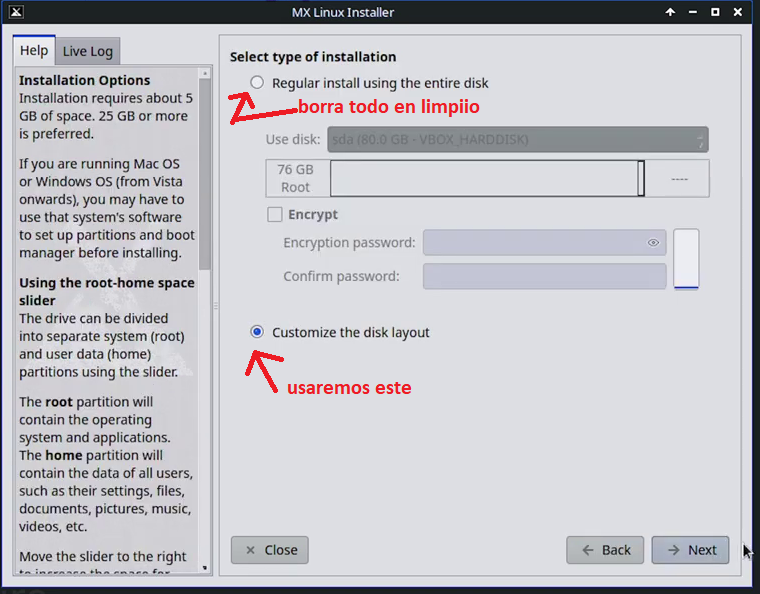 MX Linux Installer
Help
Live Log
Installation Options
Installation requires about 5
GB of space. 25 GB or more
is preferred.
If you are running Mac OS
or Windows OS (from Vista
onwards), you may have to
use that system's software
to set up partitions and boot
manager before installing.
Using the root-home space
slider
The drive can be divided
into separate system (root)
and user data (home)
partitions using the slider.
The root partition will
contain the operating
system and applications.
The home partition will
contain the data of all users,
such as their settings, files,
documents, pictures, music,
videos, etc.
Move the slider to the right
to increase the space for
Select type of installation
Regular install using the entire disk
borra todo en limpiio
Use disk:
sda (80.0 GB - VBOX_HARDDISK)
76 GB
Root
----
Encrypt
Encryption password:
Confirm password:
Customize the disk layout
usaremos este
Close
Back
Next